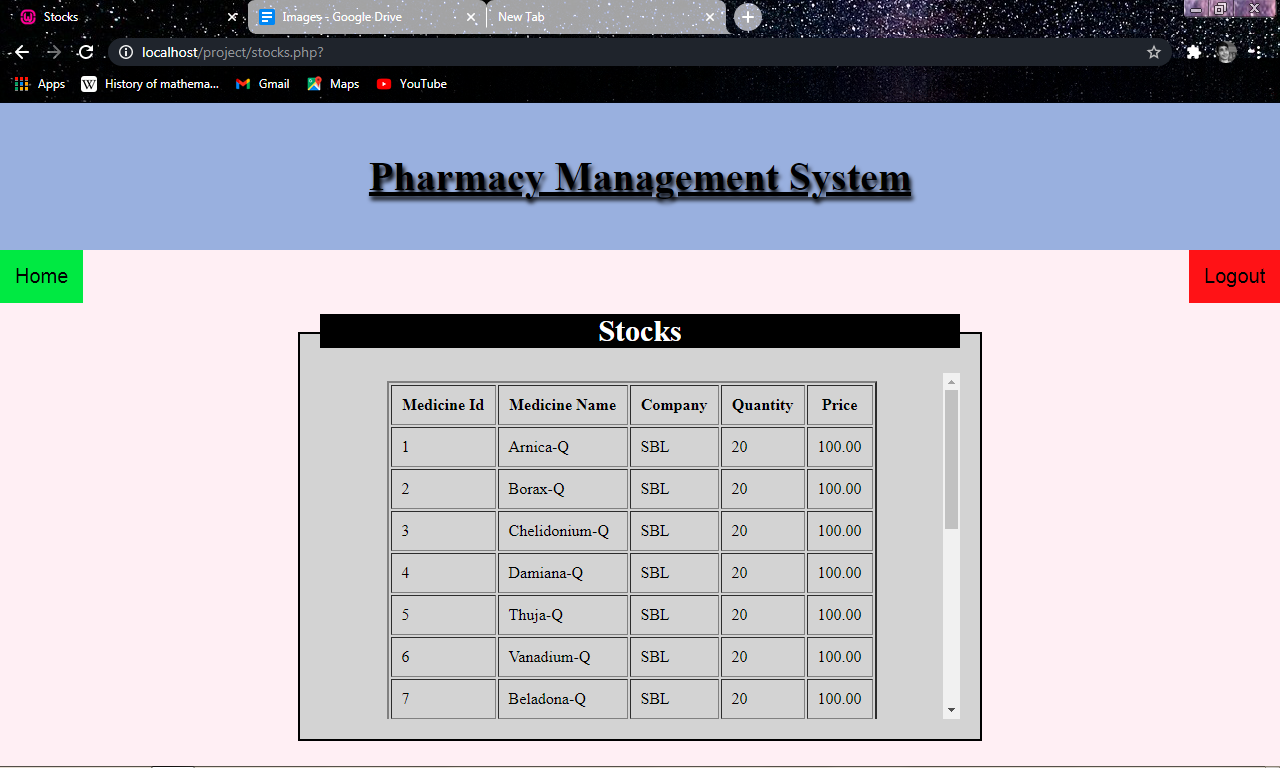 Stocks
Images - Google Drive
New Tab
localhost/project/stocks.php?
Apps
W History of mathema...
Gmail
Maps
YouTube
Pharmacy Management System
Home
Logout
Stocks
Medicine Id Medicine Name Company Quantity Price
1 Arnica-Q SBL 20 100.00
2 Borax-Q SBL 20 100.00
3 Chelidonium-Q SBL 20 100.00
4 Damiana-Q SBL 20 100.00
5 Thuja-Q SBL 20 100.00
6 Vanadium-Q SBL 20 100.00
7 Beladona-Q SBL 20 100.00